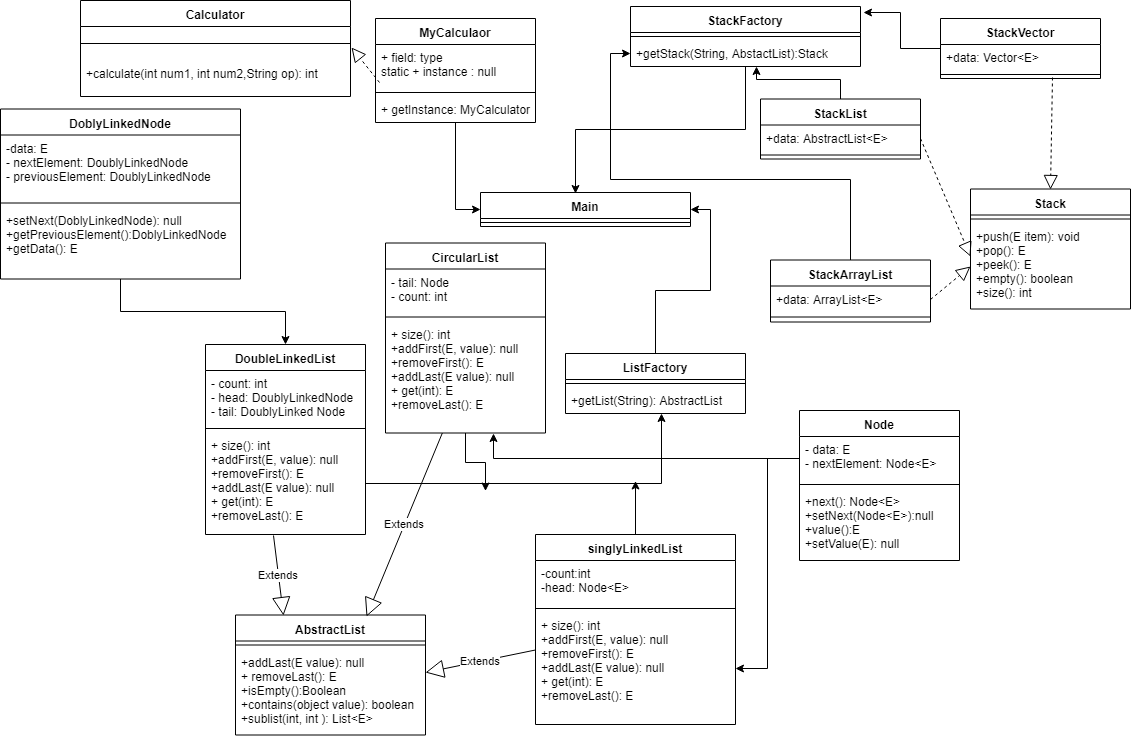 Calculator
+calculate(int num1, int num2,String op): int
MyCalculaor
+ field: type
static + instance : null
+ getInstance: MyCalculator
StackFactory
+getStack(String, AbstactList):Stack
StackVector
+data: Vector<E>
StackList
+data: AbstractList<E>
DoblyLinkedNode
-data: E
- nextElement: DoublyLinkedNode
- previousElement: DoublyLinkedNode
+setNext(DoblyLinkedNode): null
+getPreviousElement():DoblyLinkedNode
+getData(): E
Main
Stack
+push(E item): void
+pop(): E
+peek(): E
+empty(): boolean
+size(): int
CircularList
- tail: Node
- count: int
+ size(): int
+addFirst(E, value): null
+removeFirst(): E
+addLast(E value): null
+ get(int): E
+removeLast(): E
StackArrayList
+data: ArrayList<E>
DoubleLinkedList
- count: int
- head: DoublyLinkedNode
- tail: DoublyLinked Node
+ size(): int
+addFirst(E, value): null
+removeFirst(): E
+addLast(E value): null
+ get(int): E
+removeLast(): E
ListFactory
+getList(String): AbstractList
Node
- data: E
- nextElement: Node<E>
+next(): Node<E>
+setNext(Node<E>):null
+value():E
+setValue(E): null
Extends
Extends
singlyLinkedList
-count:int
-head: Node<E>
+ size(): int
+addFirst(E, value): null
+removeFirst(): E
+addLast(E value): null
+ get(int): E
+removeLast(): E
Extends
AbstractList
+addLast(E value): null
+ removeLast(): E
+isEmpty():Boolean
+contains(object value): boolean
+sublist(int, int ): List<E>